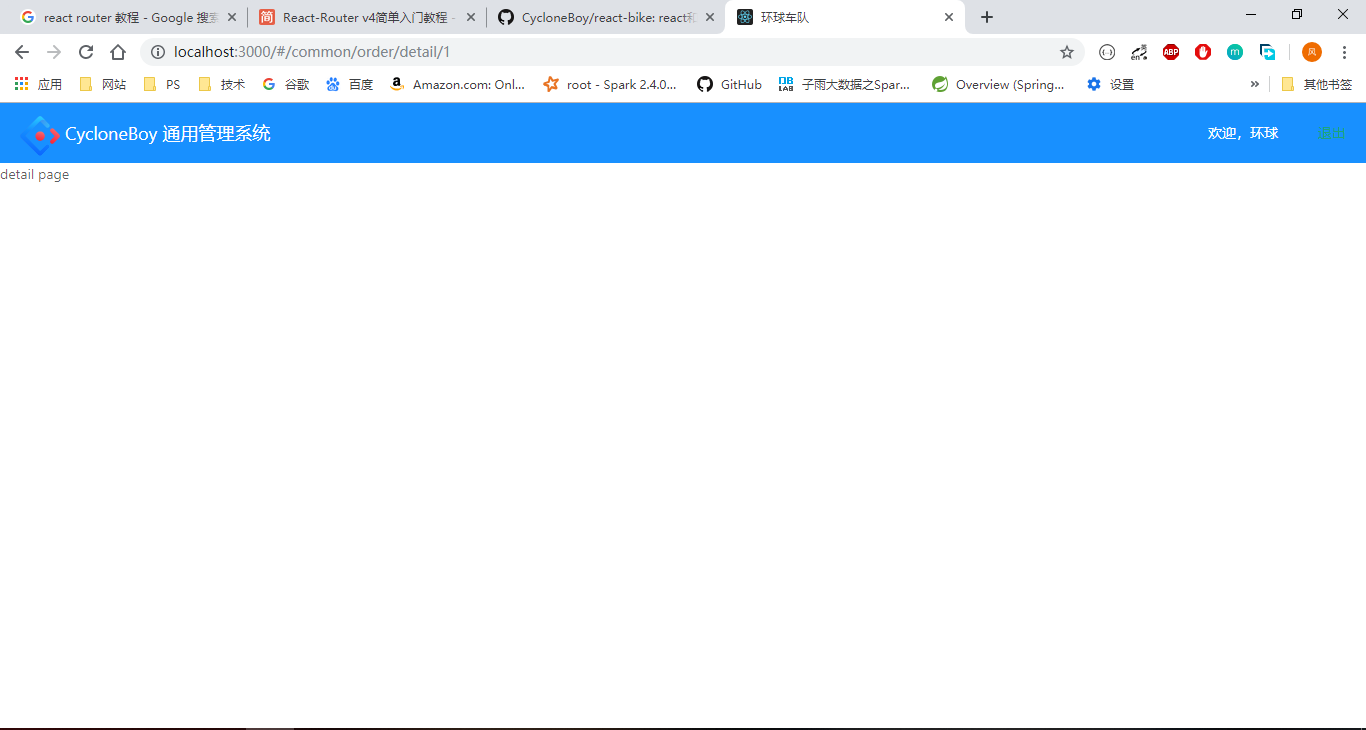 react router 教程 - Google 搜索
React-Router v4简单入门教程 -
CycloneBoy/react-bike: react和
环球车队
localhost:3000/#/common/order/detail/1
应用
网站
PS
技术
谷歌
百度
Amazon.com: Onl...
root - Spark 2.4.0...
GitHub
子雨大数据之Spar...
Overview (Spring...
设置
»
其他书签
CycloneBoy 通用管理系统
欢迎，环球
detail page